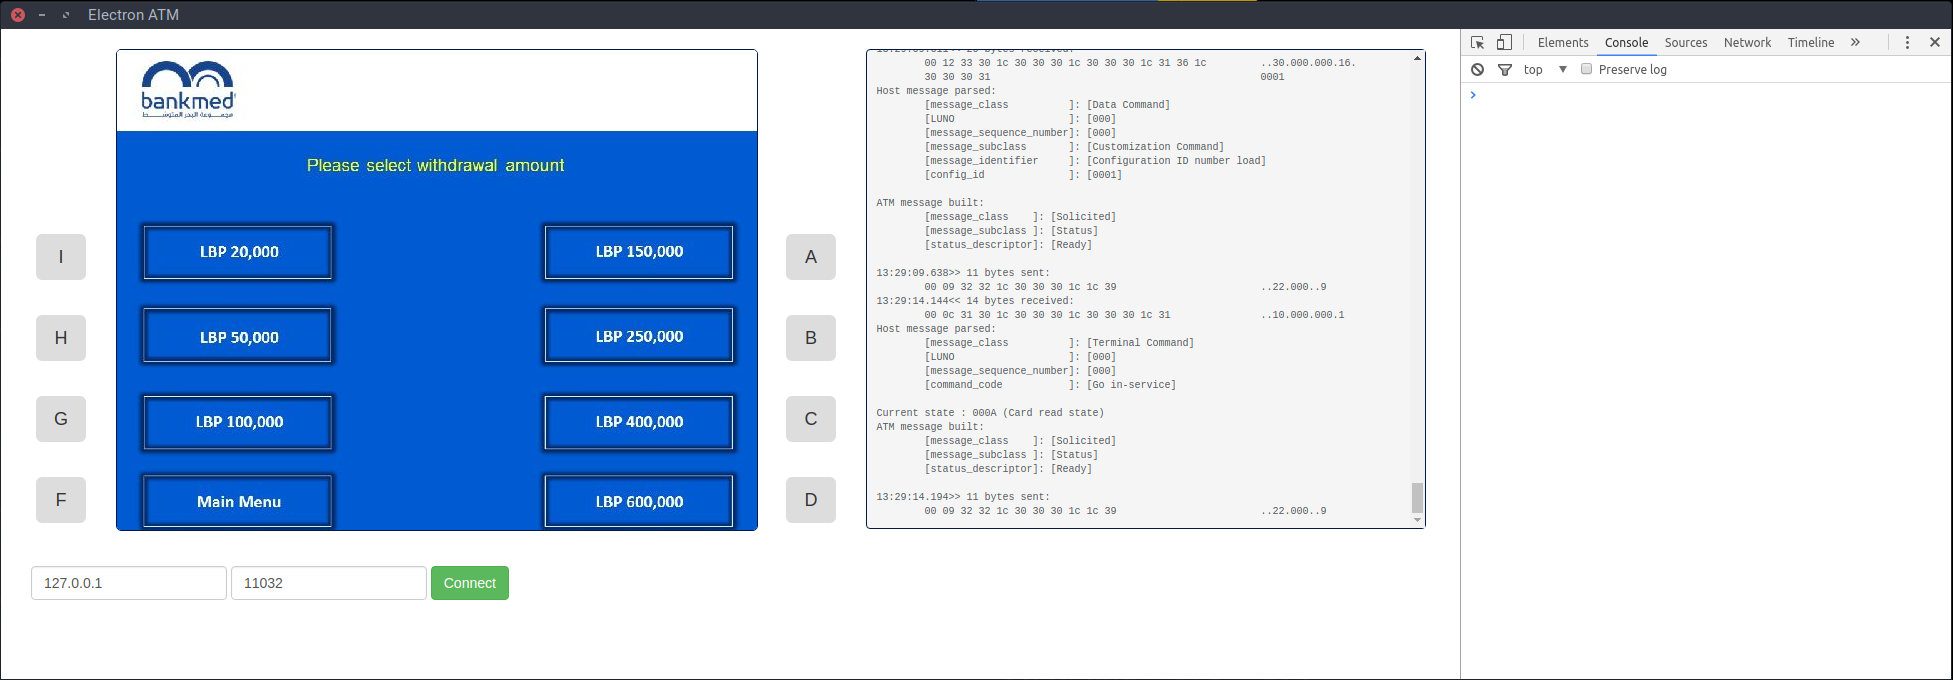 Electron ATM
bankmed
مجموعة البحر المتوسط
Please select withdrawal amount
I
LBP 20,000
LBP 150,000
A
H
LBP 50,000
LBP 250,000
B
G
LBP 100,000
LBP 400,000
C
F
Main Menu
LBP 600,000
D
127.0.0.1
11032
Connect
00 12 33 30 1c 30 30 30 1c 30 30 30 1c 31 36 1c ..30.000.000.16.
30 30 30 31 0001
Host message parsed:
[message_class ]: [Data Command]
[LUNO ]: [000]
[message_sequence_number]: [000]
[message_subclass ]: [Customization Command]
[message_identifier ]: [Configuration ID number load]
[config_id ]: [0001]
ATM message built:
[message_class ]: [Solicited]
[message_subclass ]: [Status]
[status_descriptor]: [Ready]
13:29:09.638>> 11 bytes sent:
00 09 32 32 1c 30 30 30 1c 1c 39 ..22.000..9
13:29:14.144<< 14 bytes received:
00 0c 31 30 1c 30 30 30 1c 30 30 30 1c 31 ..10.000.000.1
Host message parsed:
[message_class ]: [Terminal Command]
[LUNO ]: [000]
[message_sequence_number]: [000]
[command_code ]: [Go in-service]
Current state : 000A (Card read state)
ATM message built:
[message_class ]: [Solicited]
[message_subclass ]: [Status]
[status_descriptor]: [Ready]
13:29:14.194>> 11 bytes sent:
00 09 32 32 1c 30 30 30 1c 1c 39 ..22.000..9
Elements Console Sources Network Timeline »
top ▼ Preserve log